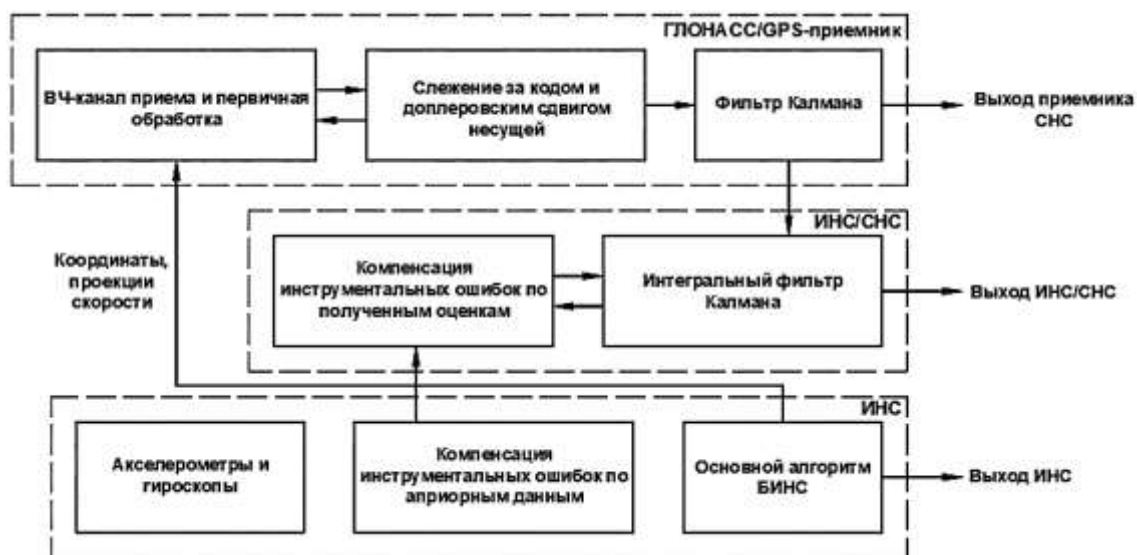 ГЛОНАСС/GPS-приемник
ВЧ-канал приема и первичная
обработка
Слежение за кодом и
доплеровским сдвигом
несущей
Фильтр Калмана
Выход приемника
СНС
ИНС/СНС
Координаты,
проекции
скорости
Компенсация
инструментальных ошибок по
полученным оценкам
Интегральный фильтр
Калмана
Выход ИНС/СНС
ИНС
Акселерометры и
гироскопы
Компенсация
инструментальных ошибок по
априорным данным
Основной алгоритм
БИНС
Выход ИНС